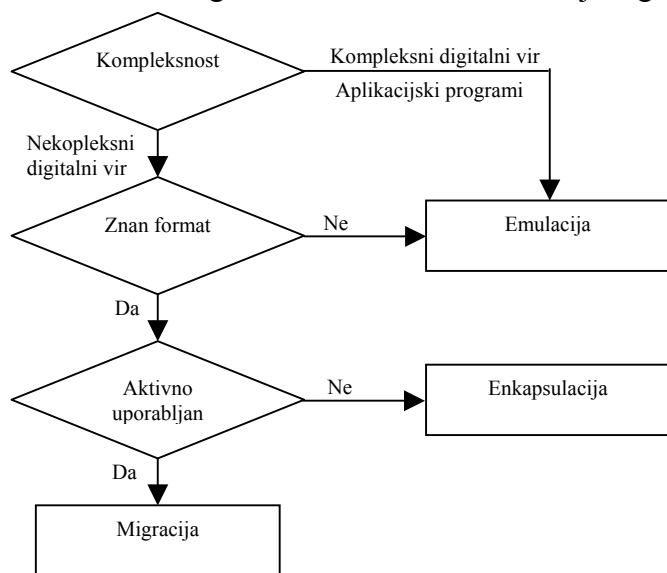 Kompleksnost
Kompleksni digitalni vir
Aplikacijski programi
Nekopleksni
digitalni vir
Znan format
Ne
Emulacija
Da
Aktivno
uporabljan
Ne
Enkapsulacija
Da
Migracija